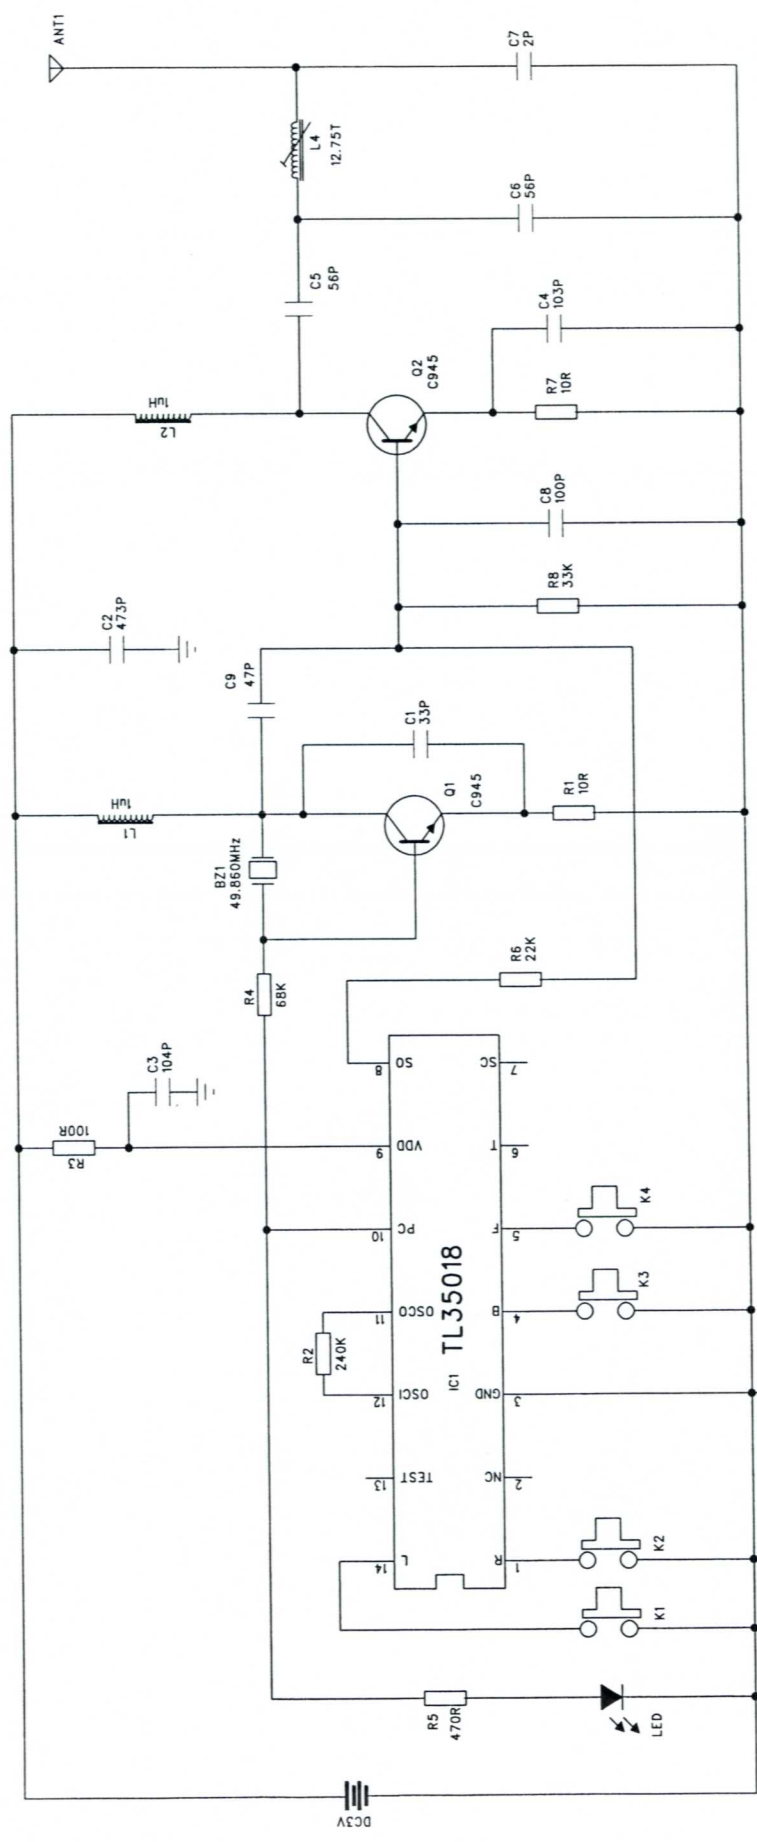 ANT1
C7
2P
L4
12.75T
C6
56P
C5
56P
C4
103P
Q2
C945
R7
10R
1uH
L2
C8
100P
R8
33K
C2
473P
C9
47P
C1
33P
1uH
L1
Q1
C945
R1
10R
BZ1
49.860MHz
R6
22K
R4
68K
C3
104P
100R
R3
8
SO
SC
7
9
VDD
T
6
10
PC
F
5
K4
11
OSCO
B
4
K3
R2
240K
TL35018
IC1
12
OSCI
GND
3
13
TEST
NC
2
14
L
R
1
K2
K1
R5
470R
LED
DC3V